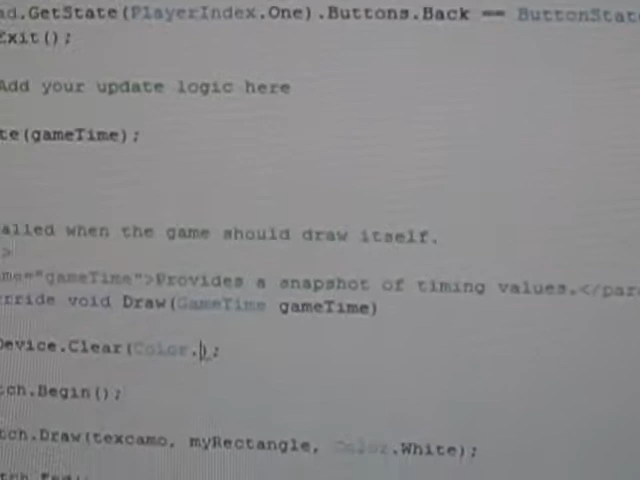 ad.GetState(PlayerIndex.One).Buttons.Back == ButtonState
Exit();
Add your update logic here
te(gameTime);
alled when the game should draw itself.
>
me="gameTime">Provides a snapshot of timing values.</par
rride void Draw(GameTime gameTime)
Device.Clear(Color.);
tch.Begin();
tch.Draw(texcamo, myRectangle, Color.White);